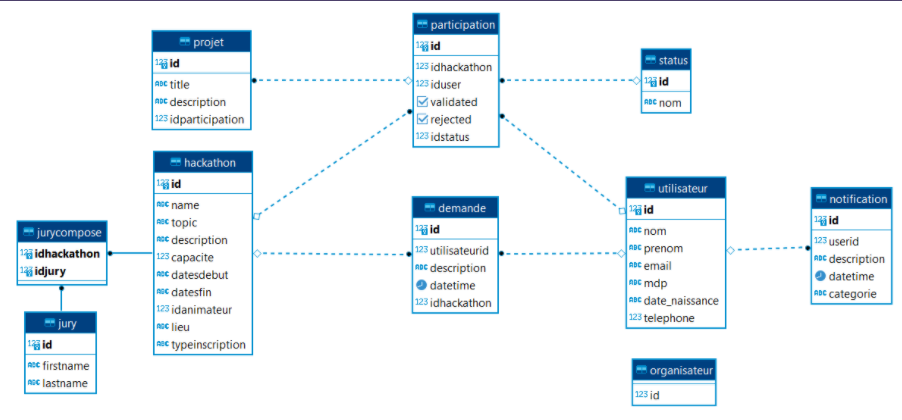 projet
123 id
ABC title
ABC description
123 idparticipation
participation
123 id
123 idhackathon
123 iduser
validated
rejected
123 idstatus
status
123 id
ABC nom
hackathon
123 id
ABC name
ABC topic
ABC description
123 capacite
ABC datesdebut
ABC datesfin
123 idanimateur
ABC lieu
ABC typeinscription
jurycompose
123 idhackathon
123 idjury
jury
123 id
ABC firstname
ABC lastname
demande
123 id
123 utilisateurid
ABC description
datetime
123 idhackathon
utilisateur
123 id
ABC nom
ABC prenom
ABC email
ABC mdp
ABC date_naissance
123 telephone
notification
123 id
123 userid
ABC description
datetime
ABC categorie
organisateur
123 id